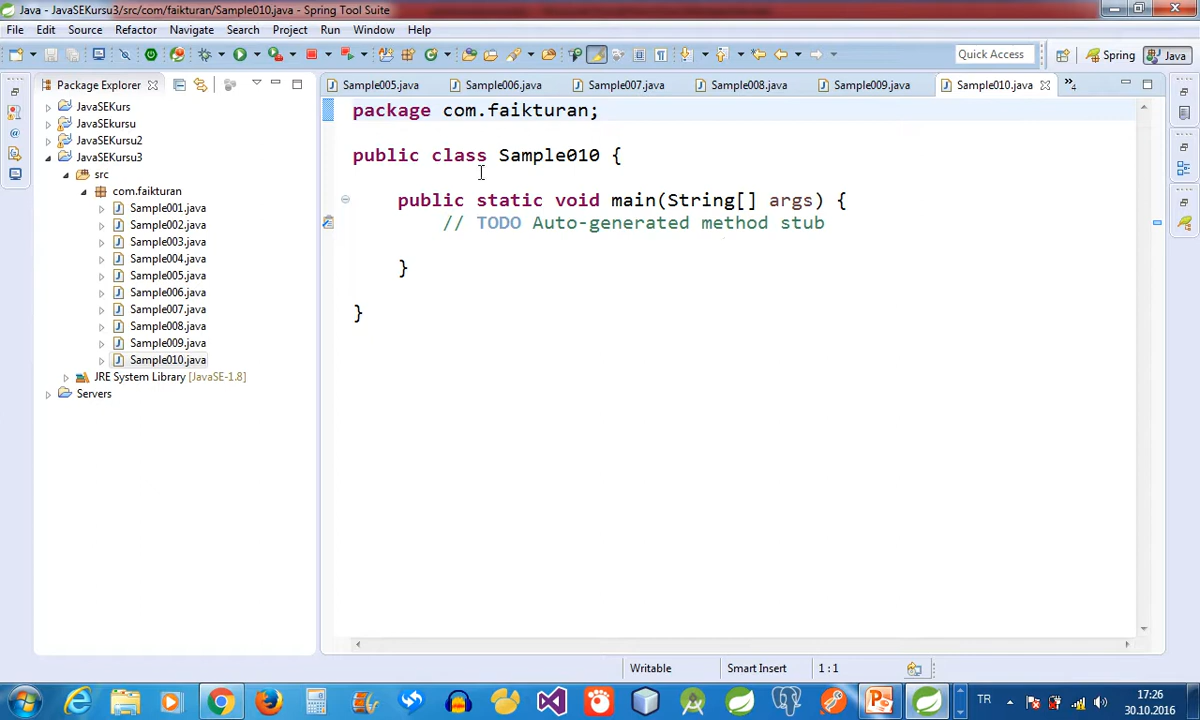 Java - JavaSEKursu3/src/com/faikturan/Sample010.java - Spring Tool Suite
File Edit Source Refactor Navigate Search Project Run Window Help
Quick Access
Spring
Java
Package Explorer
JavaSEKurs
JavaSEKursu
JavaSEKursu2
JavaSEKursu3
src
com.faikturan
Sample001.java
Sample002.java
Sample003.java
Sample004.java
Sample005.java
Sample006.java
Sample007.java
Sample008.java
Sample009.java
Sample010.java
JRE System Library [JavaSE-1.8]
Servers
Sample005.java Sample006.java Sample007.java Sample008.java Sample009.java Sample010.java »4
package com.faikturan;
public class Sample010 {
public static void main(String[] args) {
// TODO Auto-generated method stub
}
}
Writable Smart Insert 1 : 1
TR
17:26
30.10.2016